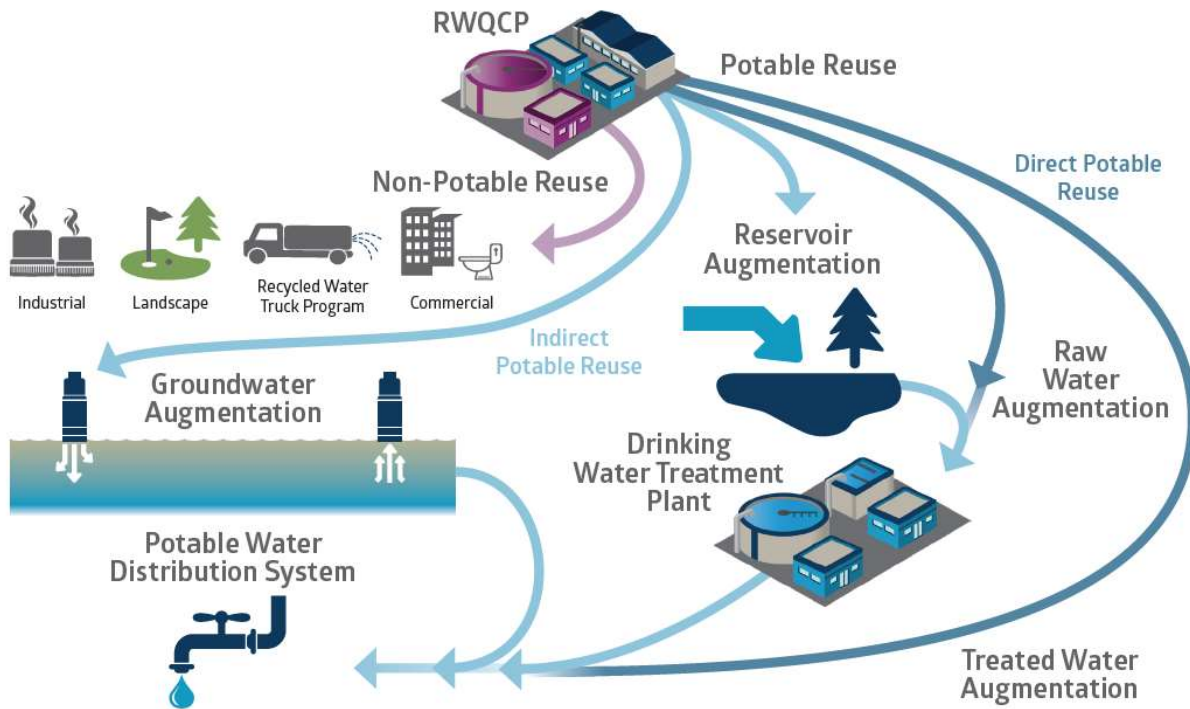 RWQCP
Potable Reuse
Direct Potable
Reuse
Non-Potable Reuse
Industrial
Landscape
Recycled Water
Truck Program
Commercial
Reservoir
Augmentation
Indirect
Potable Reuse
Groundwater
Augmentation
Raw
Water
Augmentation
Drinking
Water Treatment
Plant
Potable Water
Distribution System
Treated Water
Augmentation